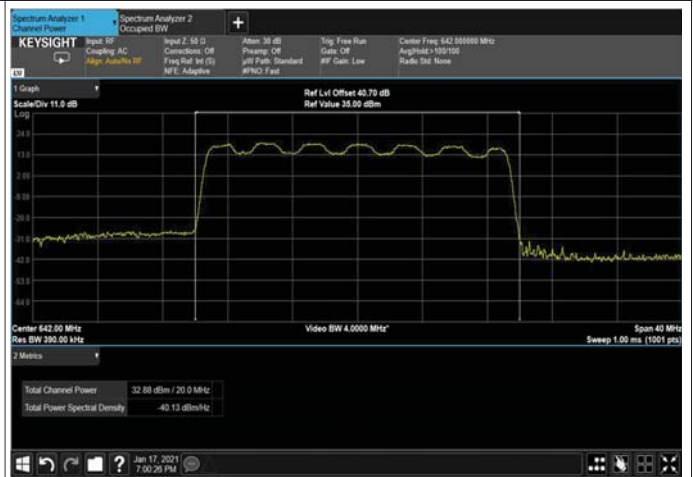 Spectrum Analyzer 1
Channel Power
Spectrum Analyzer 2
Occupied BW
+
KEYSIGHT
Input: RF
Coupling: AC
Align: Auto/No RF
Input Z: 50 Ω
Corrections: Off
Freq Ref: Int (S)
NFE: Adaptive
Atten: 30 dB
Preamp: Off
µW Path: Standard
#PNO: Fast
Trig: Free Run
Gate: Off
#IF Gain: Low
Center Freq: 642.000000 MHz
Avg|Hold:>100/100
Radio Std: None
LXI
1 Graph
Scale/Div 11.0 dB
Ref Lvl Offset 40.70 dB
Ref Value 35.00 dBm
Log
24.0
13.0
2.00
-9.00
-20.0
-31.0
-42.0
-53.0
-64.0
Center 642.00 MHz
Res BW 390.00 kHz
Video BW 4.0000 MHz*
Span 40 MHz
Sweep 1.00 ms (1001 pts)
2 Metrics
Total Channel Power 32.88 dBm / 20.0 MHz
Total Power Spectral Density -40.13 dBm/Hz
?
Jan 17, 2021
7:00:26 PM